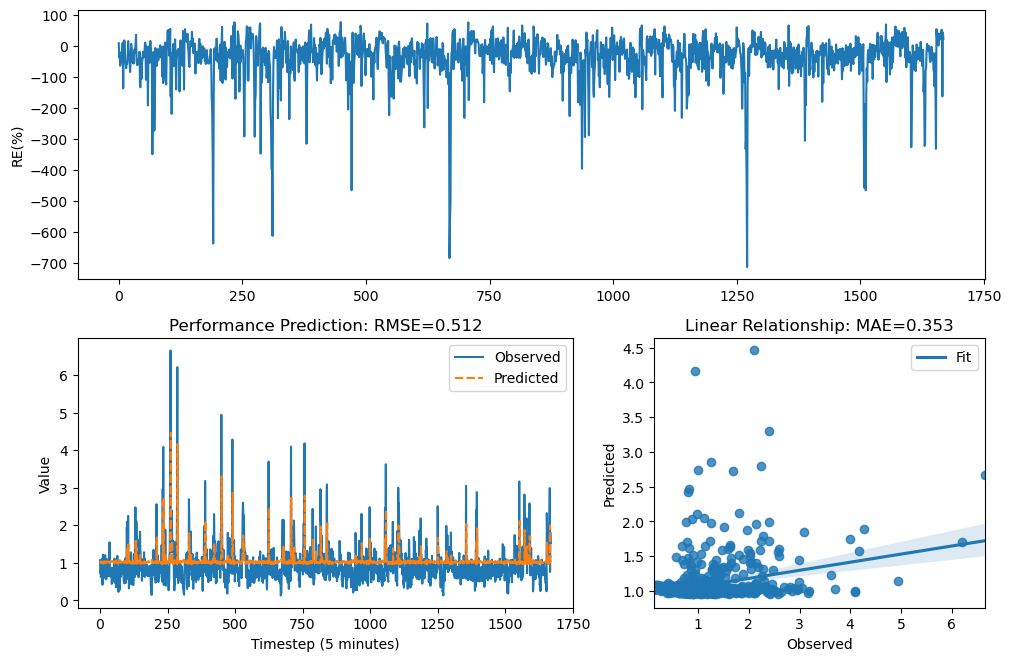 100
0
−100
−200
−300
−400
−500
−600
−700
RE(%)
0 250 500 750 1000 1250 1500 1750
Performance Prediction: RMSE=0.512
Observed
Predicted
6
5
4
3
2
1
0
Value
0 250 500 750 1000 1250 1500 1750
Timestep (5 minutes)
Linear Relationship: MAE=0.353
Fit
4.5
4.0
3.5
3.0
2.5
2.0
1.5
1.0
Predicted
1 2 3 4 5 6
Observed